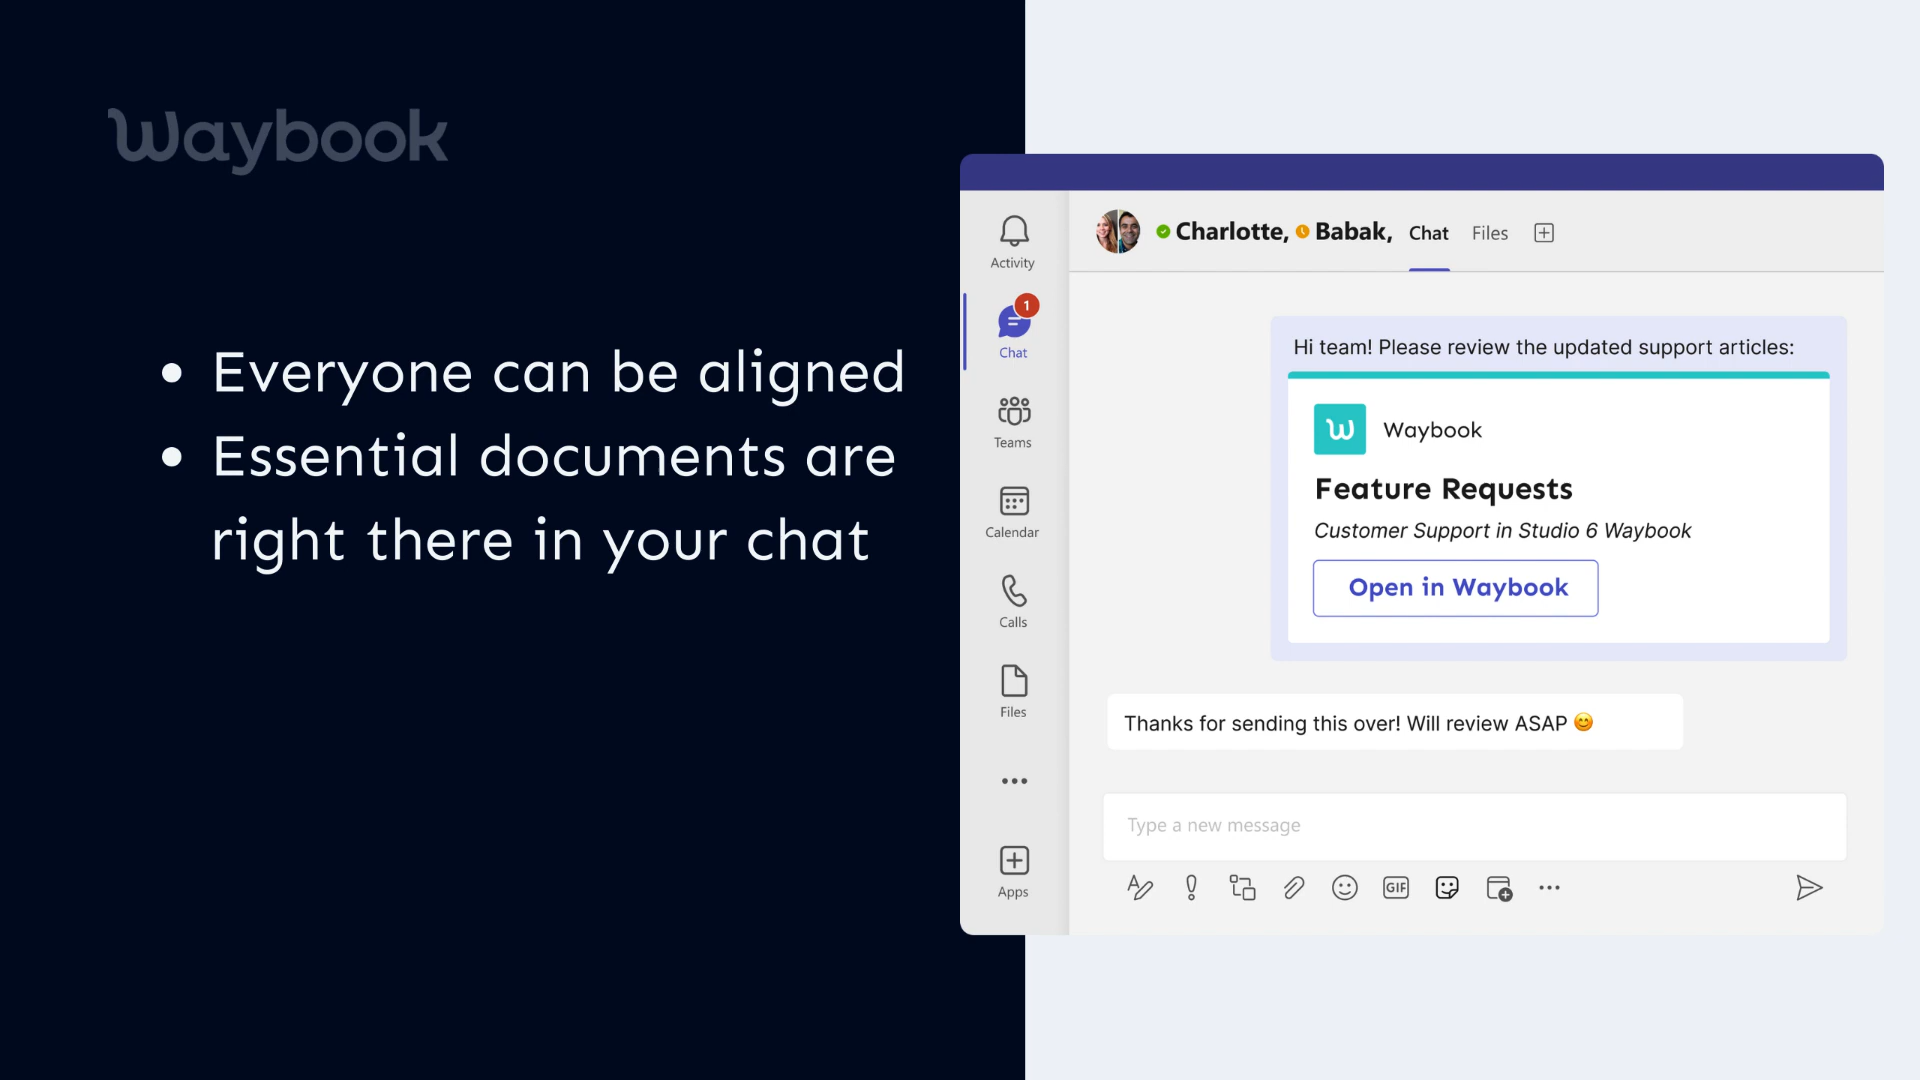 Waybook
• Everyone can be aligned
• Essential documents are
right there in your chat
Activity
1
Chat
Teams
Calendar
Calls
Files
Apps
Charlotte, Babak, Chat Files
Hi team! Please review the updated support articles:
W Waybook
Feature Requests
Customer Support in Studio 6 Waybook
Open in Waybook
Thanks for sending this over! Will review ASAP 😊
Type a new message
GIF